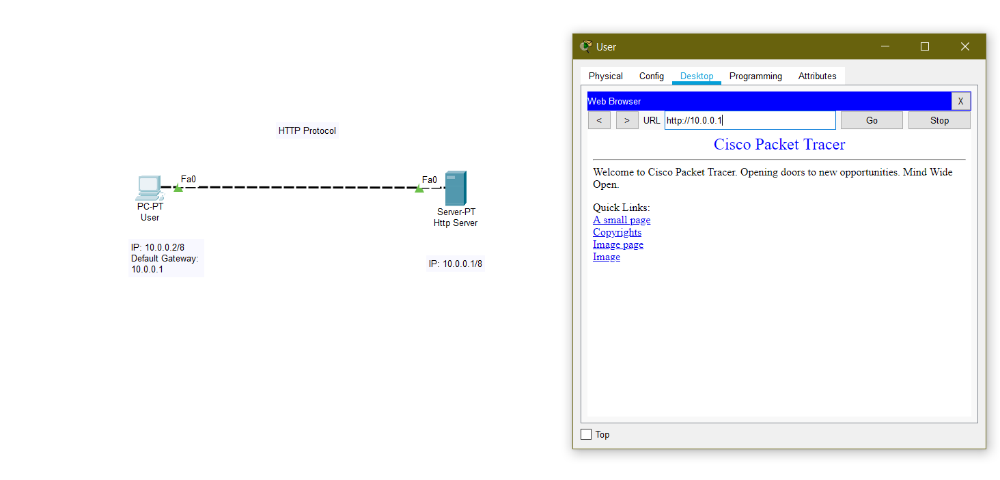 HTTP Protocol
Fa0
Fa0
PC-PT
User
Server-PT
Http Server
IP: 10.0.0.2/8
Default Gateway:
10.0.0.1
IP: 10.0.0.1/8
User
Physical Config Desktop Programming Attributes
Web Browser X
< > URL http://10.0.0.1 Go Stop
Cisco Packet Tracer
Welcome to Cisco Packet Tracer. Opening doors to new opportunities. Mind Wide
Open.
Quick Links:
A small page
Copyrights
Image page
Image
Top